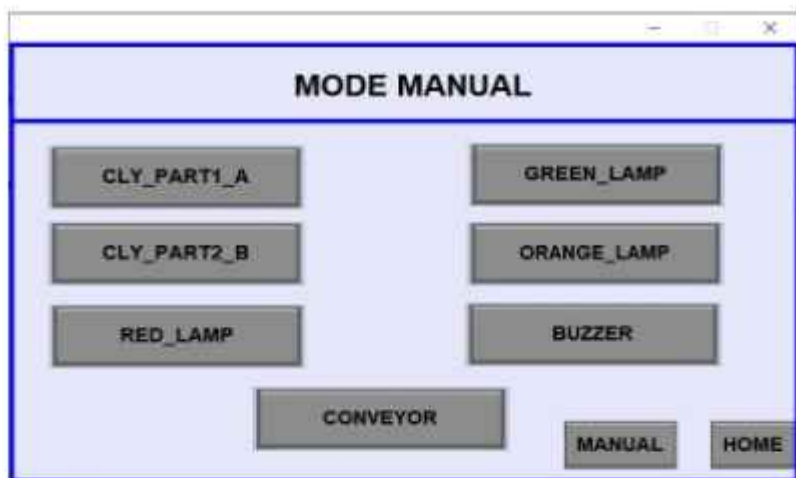 MODE MANUAL
CLY_PART1_A
GREEN_LAMP
CLY_PART2_B
ORANGE_LAMP
RED_LAMP
BUZZER
CONVEYOR
MANUAL
HOME